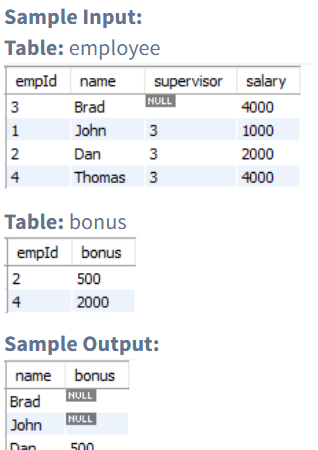 Sample Input:
Table: employee
empId name supervisor salary
3 Brad NULL 4000
1 John 3 1000
2 Dan 3 2000
4 Thomas 3 4000
Table: bonus
empId bonus
2 500
4 2000
Sample Output:
name bonus
Brad NULL
John NULL
Dan 500